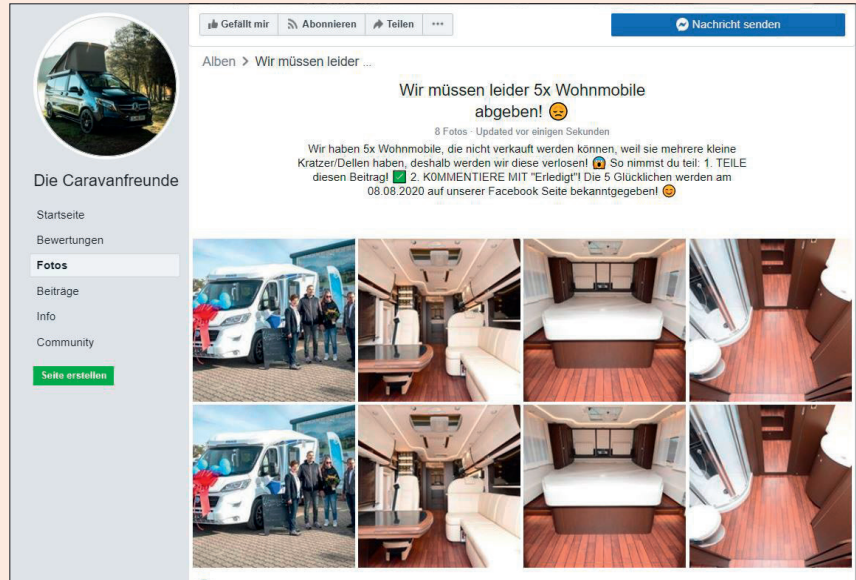 Gefällt mir Abonnieren Teilen ...
Nachricht senden
Alben > Wir müssen leider ...
Wir müssen leider 5x Wohnmobile
abgeben! 😞
8 Fotos · Updated vor einigen Sekunden
Wir haben 5x Wohnmobile, die nicht verkauft werden können, weil sie mehrere kleine
Kratzer/Dellen haben, deshalb werden wir diese verlosen! 😱 So nimmst du teil: 1. TEILE
diesen Beitrag! ✅ 2. K0MMENTIERE MIT "Erledigt"! Die 5 Glücklichen werden am
08.08.2020 auf unserer Facebook Seite bekanntgegeben! 😊
Die Caravanfreunde
Startseite
Bewertungen
Fotos
Beiträge
Info
Community
Seite erstellen